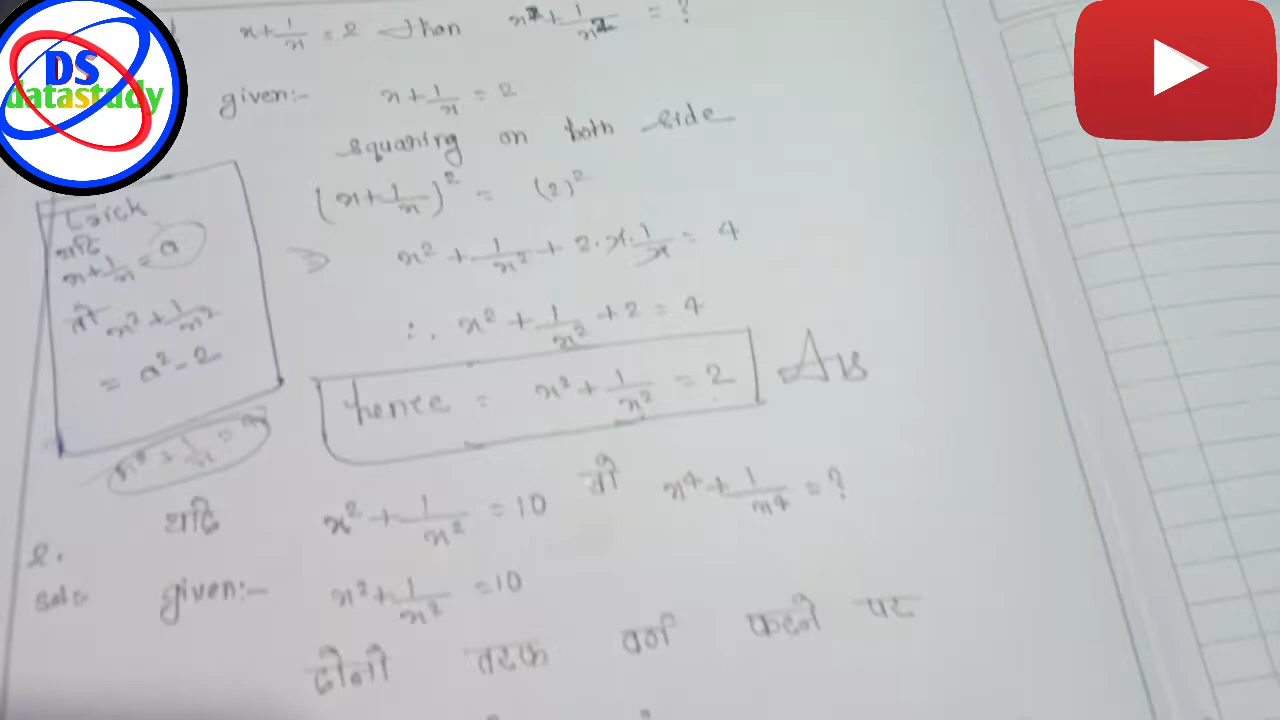 x + 1/x = 2 than x² + 1/x² = ?
DS
datastudy
given:- x + 1/x = 2
squaring on both side
(x + 1/x)² = (2)²
⇒ x² + 1/x² + 2·x·1/x = 4
∴ x² + 1/x² + 2 = 4
hence = x² + 1/x² = 2 Ans
Trick
यदि
x + 1/x = a
तो x² + 1/x²
= a² - 2
2. यदि x² + 1/x² = 10 तो x⁴ + 1/x⁴ = ?
Sol:- given:- x² + 1/x² = 10
दोनो तरफ वर्ग करने पर